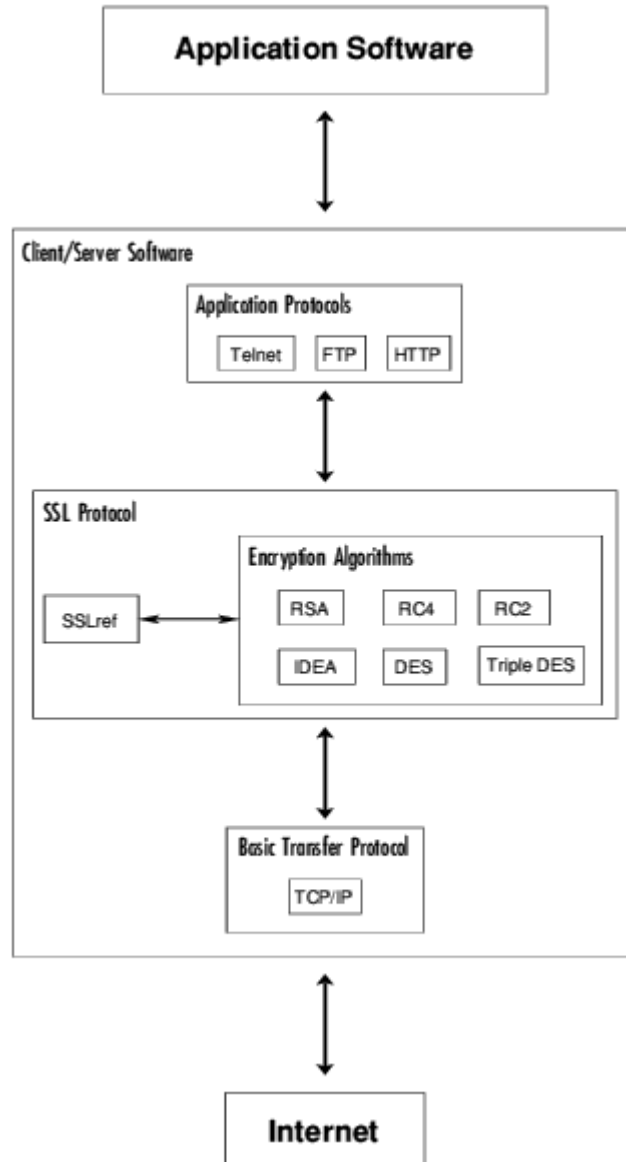 Application Software
Client/Server Software
Application Protocols
Telnet
FTP
HTTP
SSL Protocol
Encryption Algorithms
SSLref
RSA
RC4
RC2
IDEA
DES
Triple DES
Basic Transfer Protocol
TCP/IP
Internet